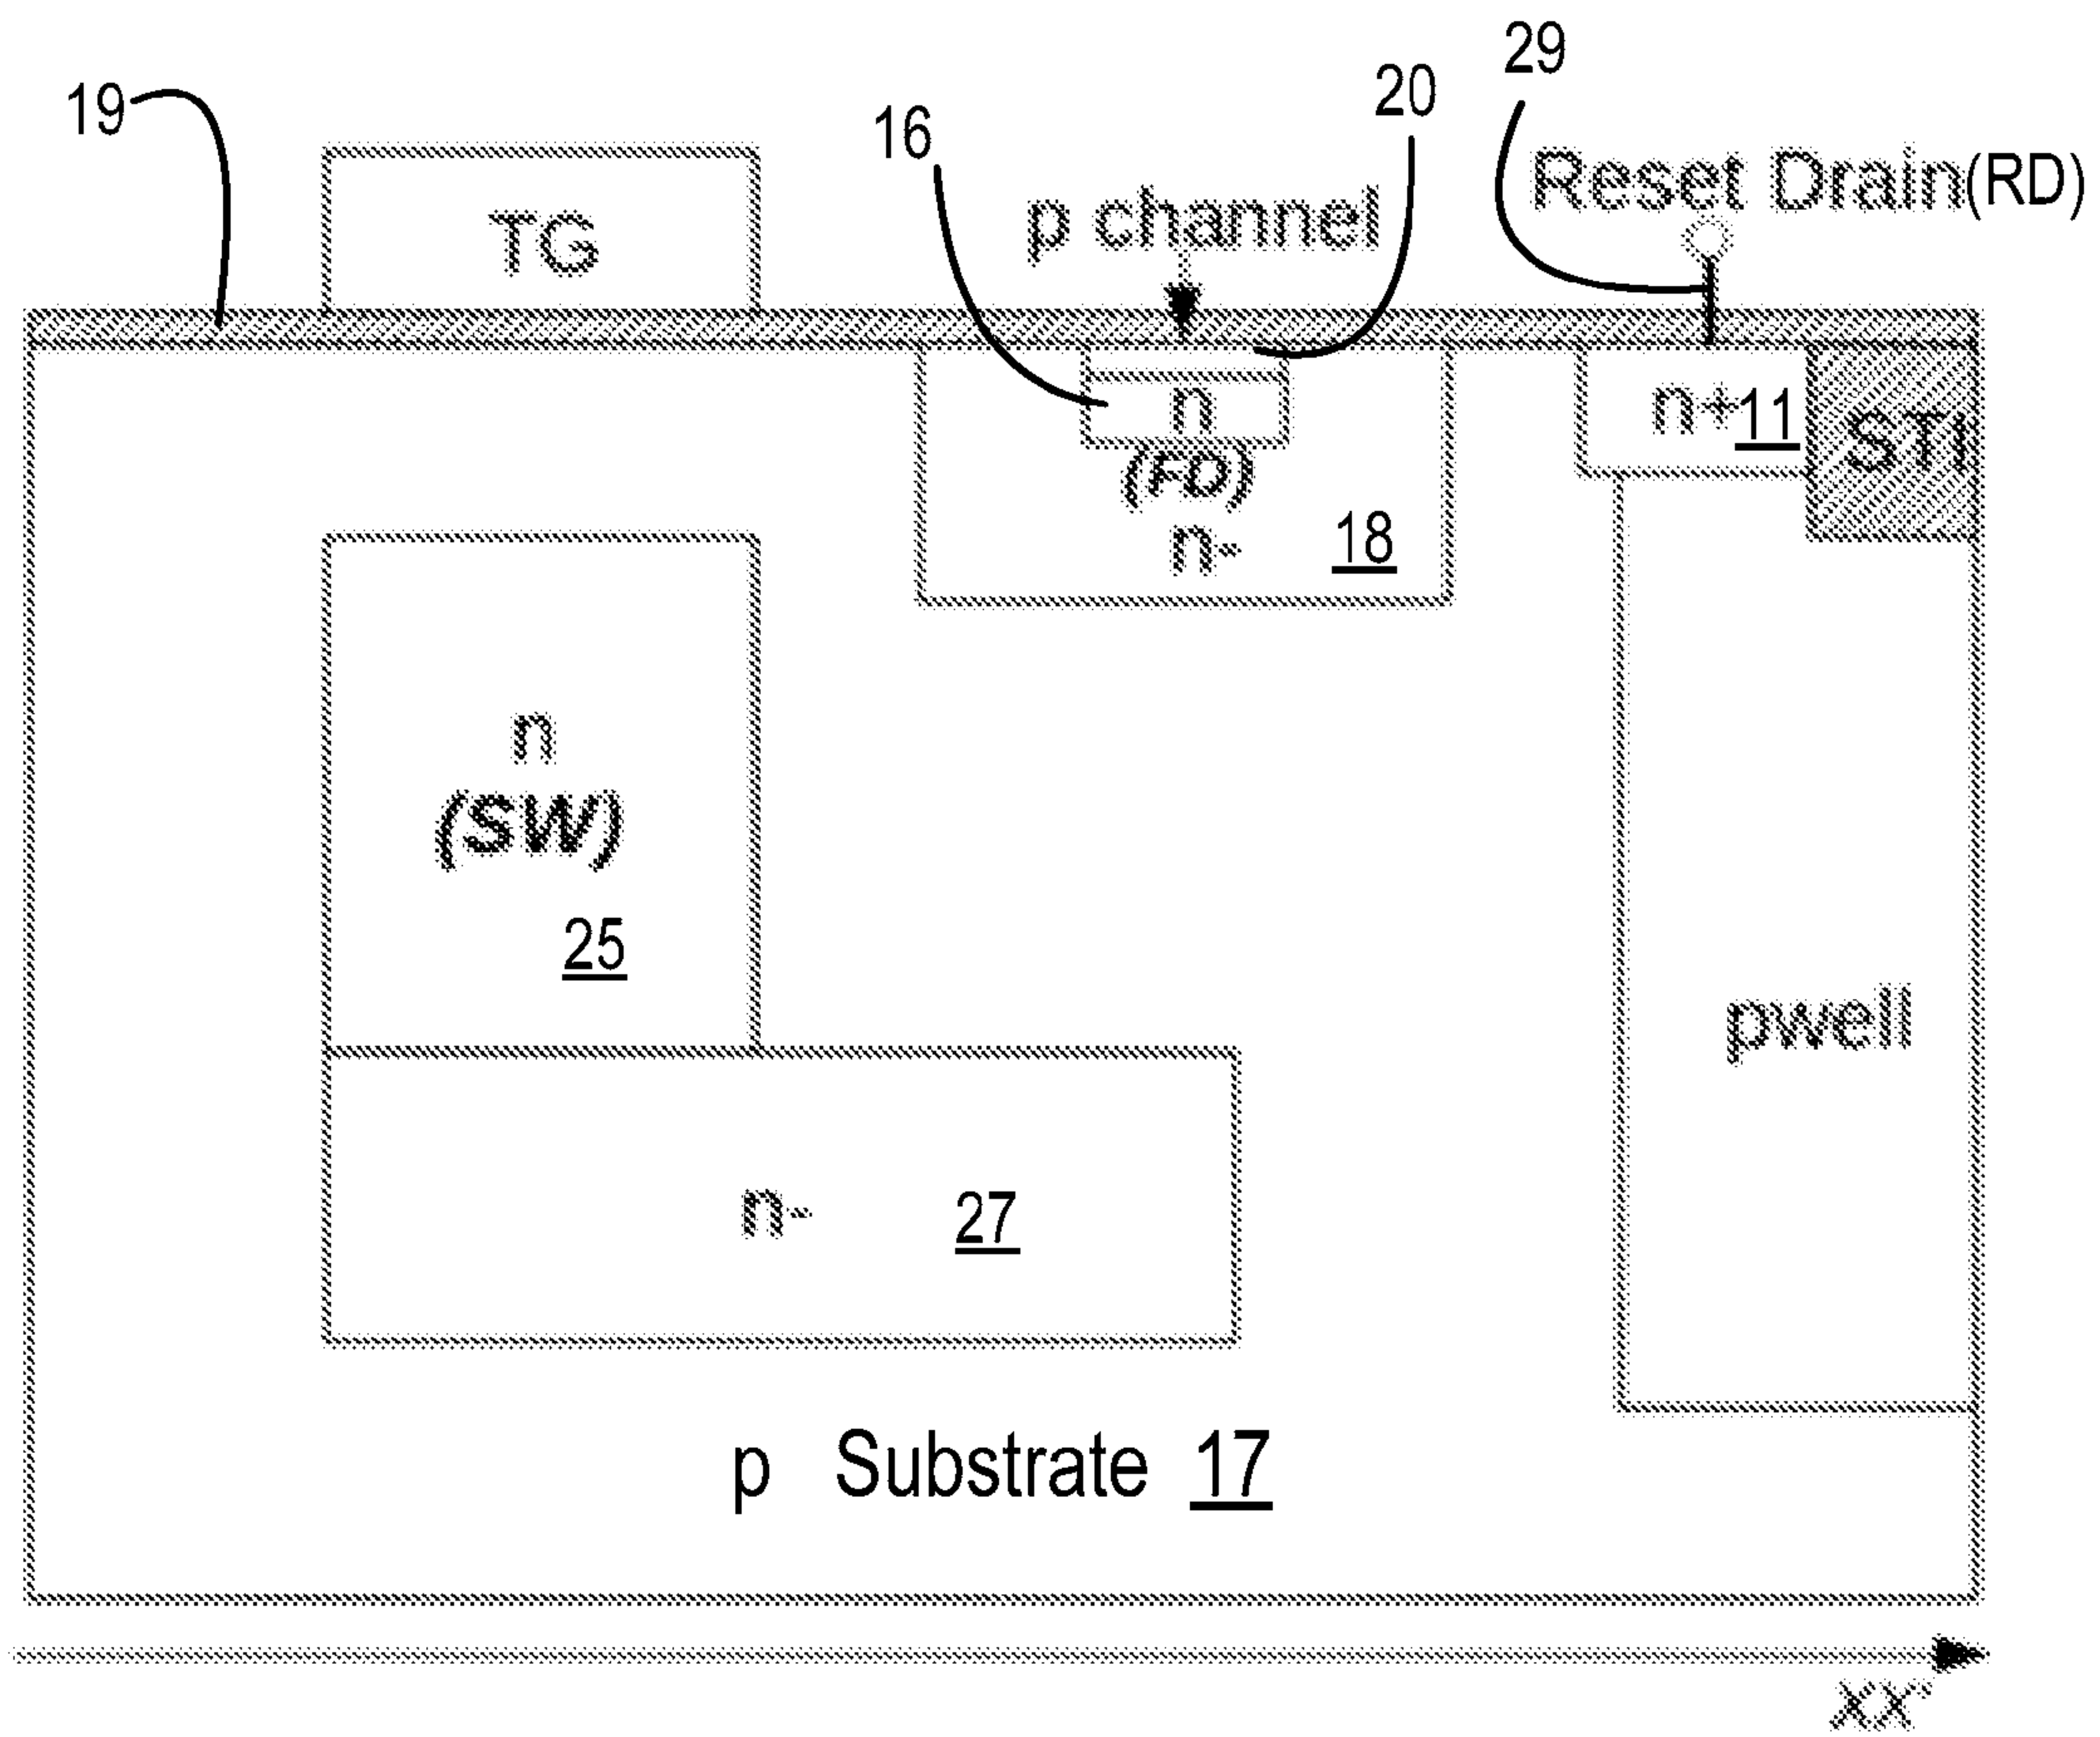 29
20
19
16
Reset Drain(RD)
p channel
TG
n
n+ 11
STI
(FD)
n-
18
n
(SW)
25
pwell
n-
27
p Substrate 17
XX'